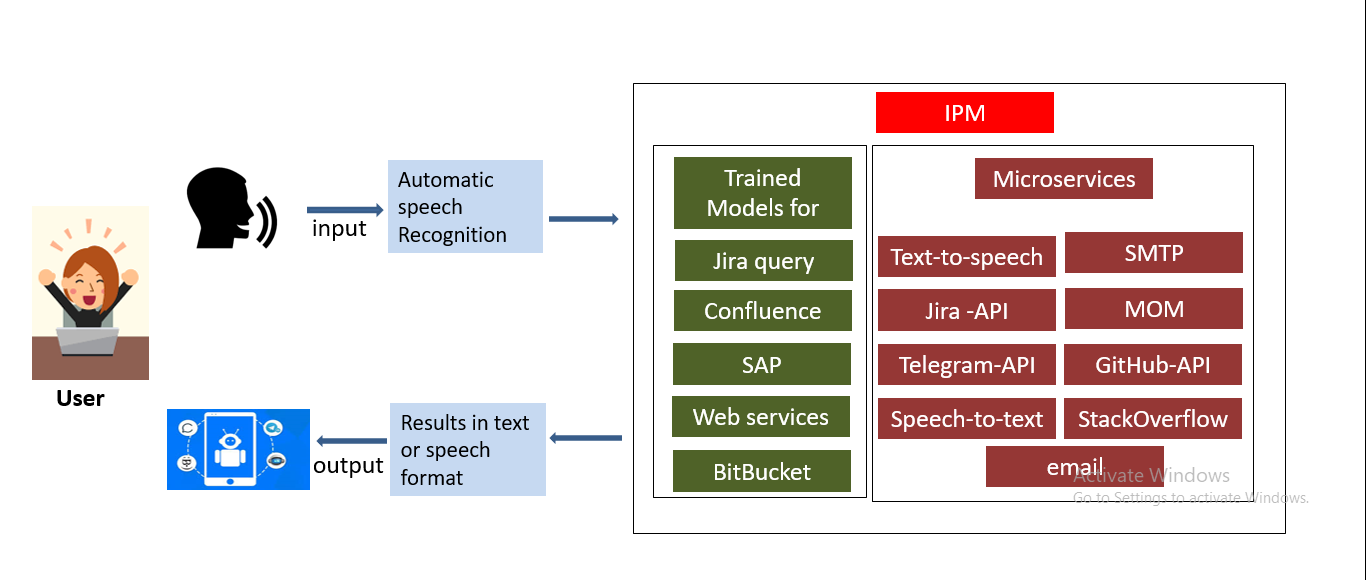 IPM
Automatic
speech
Recognition
input
User
Results in text
or speech
format
output
Trained
Models for
Jira query
Confluence
SAP
Web services
BitBucket
Microservices
Text-to-speech
SMTP
Jira -API
MOM
Telegram-API
GitHub-API
Speech-to-text
StackOverflow
email
Activate Windows
Go to Settings to activate Windows.